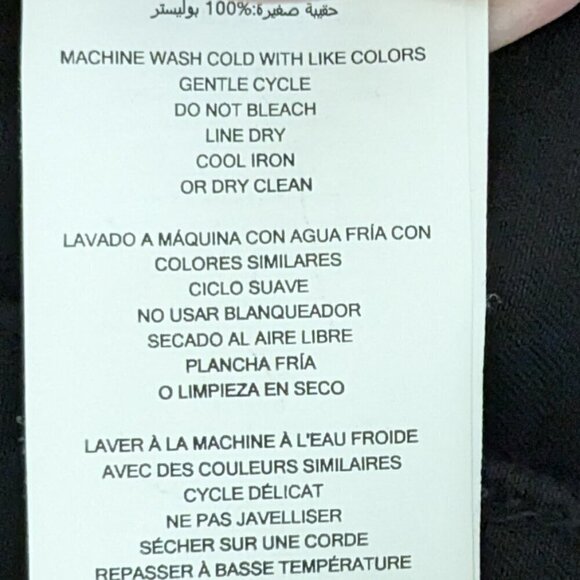 حقيبة صغيرة:100% بوليستر
MACHINE WASH COLD WITH LIKE COLORS
GENTLE CYCLE
DO NOT BLEACH
LINE DRY
COOL IRON
OR DRY CLEAN
LAVADO A MÁQUINA CON AGUA FRÍA CON
COLORES SIMILARES
CICLO SUAVE
NO USAR BLANQUEADOR
SECADO AL AIRE LIBRE
PLANCHA FRÍA
O LIMPIEZA EN SECO
LAVER À LA MACHINE À L'EAU FROIDE
AVEC DES COULEURS SIMILAIRES
CYCLE DÉLICAT
NE PAS JAVELLISER
SÉCHER SUR UNE CORDE
REPASSER À BASSE TEMPÉRATURE